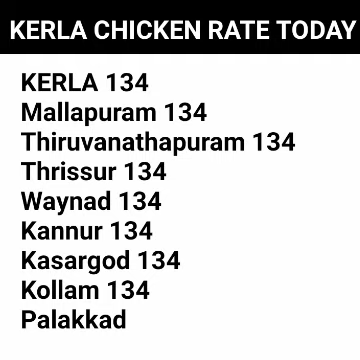 KERLA CHICKEN RATE TODAY
KERLA 134
Mallapuram 134
Thiruvanathapuram 134
Thrissur 134
Waynad 134
Kannur 134
Kasargod 134
Kollam 134
Palakkad